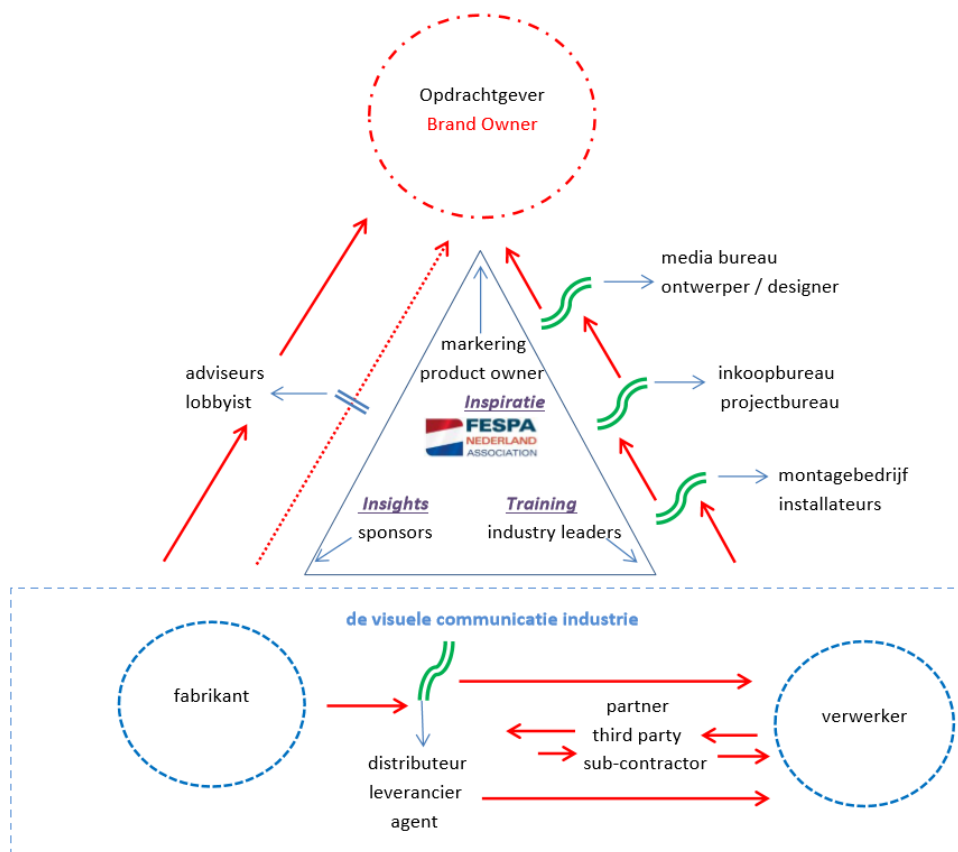 Opdrachtgever
Brand Owner
media bureau
ontwerper / designer
markering
product owner
adviseurs
lobbyist
inkoopbureau
projectbureau
Inspiratie
FESPA
NEDERLAND
ASSOCIATION
montagebedrijf
installateurs
Insights
sponsors
Training
industry leaders
de visuele communicatie industrie
fabrikant
partner
third party
sub-contractor
verwerker
distributeur
leverancier
agent